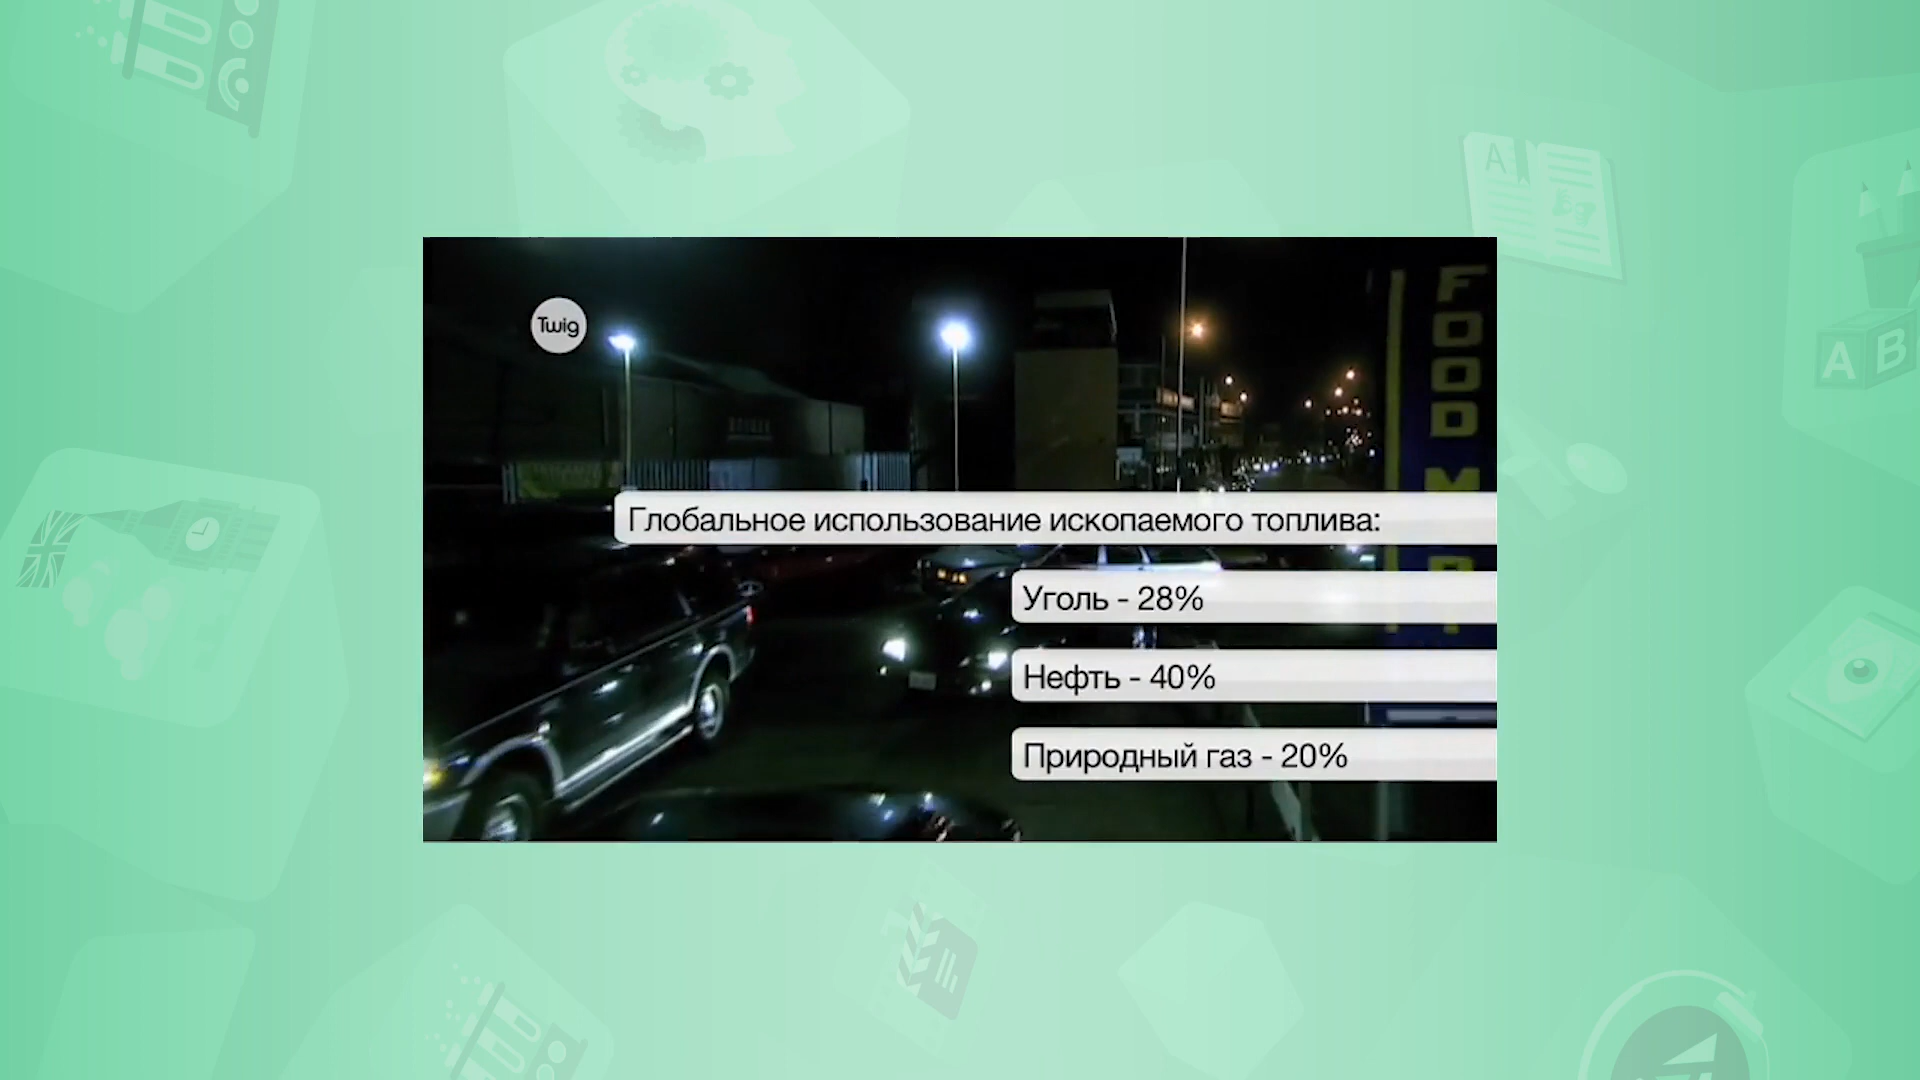 Twig
FOOD M
Глобальное использование ископаемого топлива:
Уголь - 28%
Нефть - 40%
Природный газ - 20%
A
A B